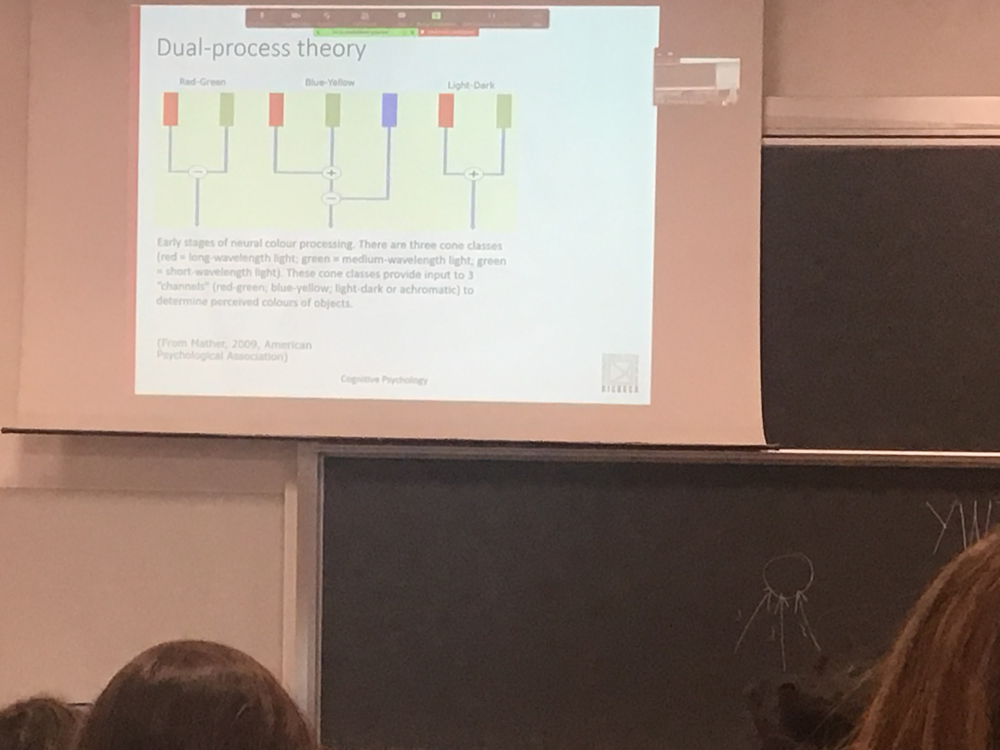 Dual-process theory
Red-Green
Blue-Yellow
Light-Dark
−
+
−
+
Early stages of neural colour processing. There are three cone classes
(red = long-wavelength light; green = medium-wavelength light; green
= short-wavelength light). These cone classes provide input to 3
"channels" (red-green; blue-yellow; light-dark or achromatic) to
determine perceived colours of objects.
(From Mather, 2009, American
Psychological Association)
Cognitive Psychology
BICOCCA